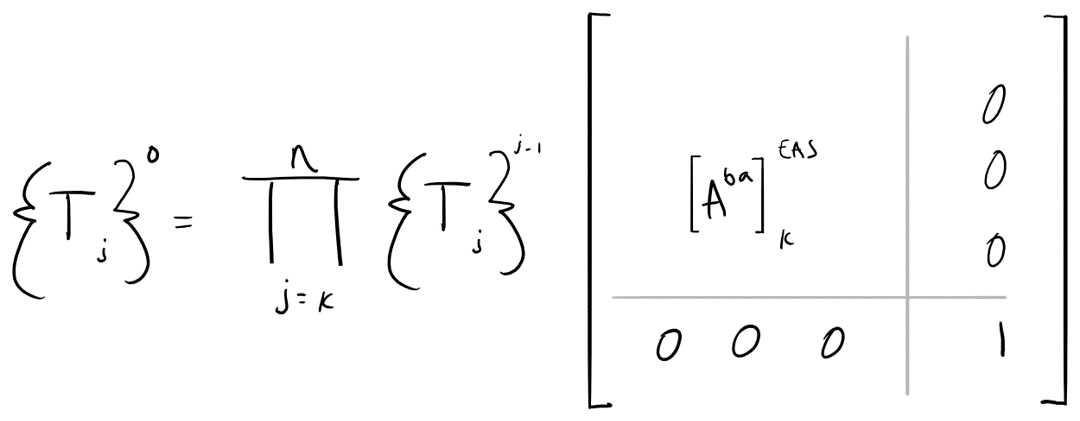 {T_j}^0 = ∏_{j=k}^{n} {T_j}^{j-1} [ [A^{ba}]_k^{EAS} | 0
0
0
0 0 0 | 1 ]